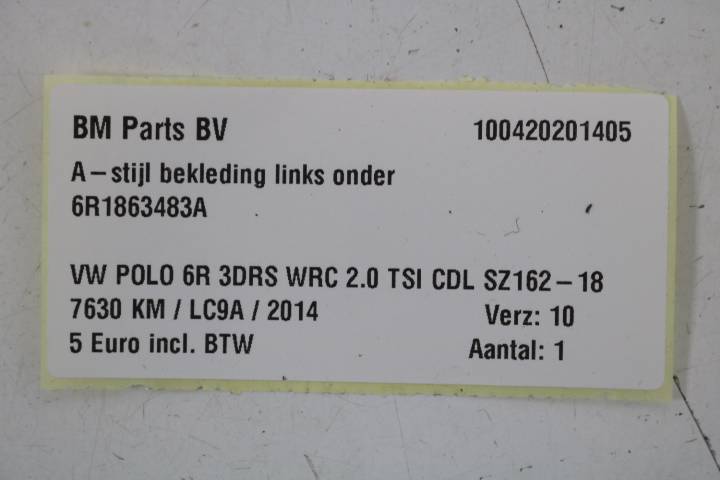 BM Parts BV 100420201405
A-stijl bekleding links onder
6R1863483A
VW POLO 6R 3DRS WRC 2.0 TSI CDL SZ162-18
7630 KM / LC9A / 2014 Verz: 10
5 Euro incl. BTW Aantal: 1